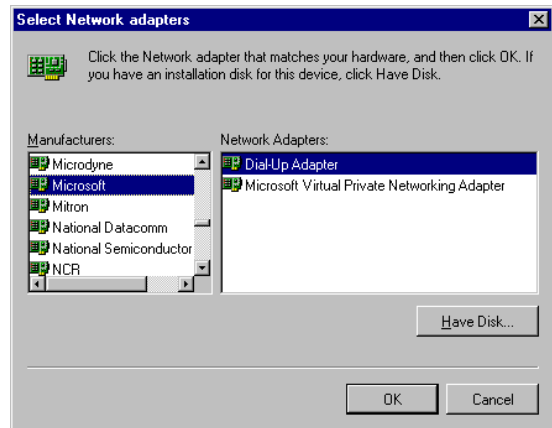 Select Network adapters
Click the Network adapter that matches your hardware, and then click OK. If
you have an installation disk for this device, click Have Disk.
Manufacturers:
Microdyne
Microsoft
Mitron
National Datacomm
National Semiconductor
NCR
Network Adapters:
Dial-Up Adapter
Microsoft Virtual Private Networking Adapter
Have Disk...
OK
Cancel